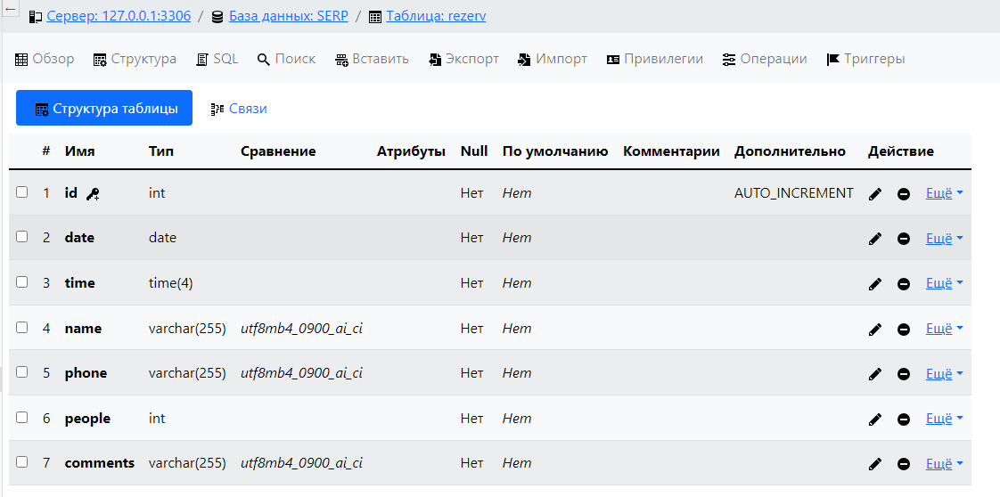 ←
Сервер: 127.0.0.1:3306 / База данных: SERP / Таблица: rezerv
Обзор Структура SQL Поиск Вставить Экспорт Импорт Привилегии Операции Триггеры
Структура таблицы Связи
# Имя Тип Сравнение Атрибуты Null По умолчанию Комментарии Дополнительно Действие
1 id int Нет Нет AUTO_INCREMENT Ещё
2 date date Нет Нет Ещё
3 time time(4) Нет Нет Ещё
4 name varchar(255) utf8mb4_0900_ai_ci Нет Нет Ещё
5 phone varchar(255) utf8mb4_0900_ai_ci Нет Нет Ещё
6 people int Нет Нет Ещё
7 comments varchar(255) utf8mb4_0900_ai_ci Нет Нет Ещё